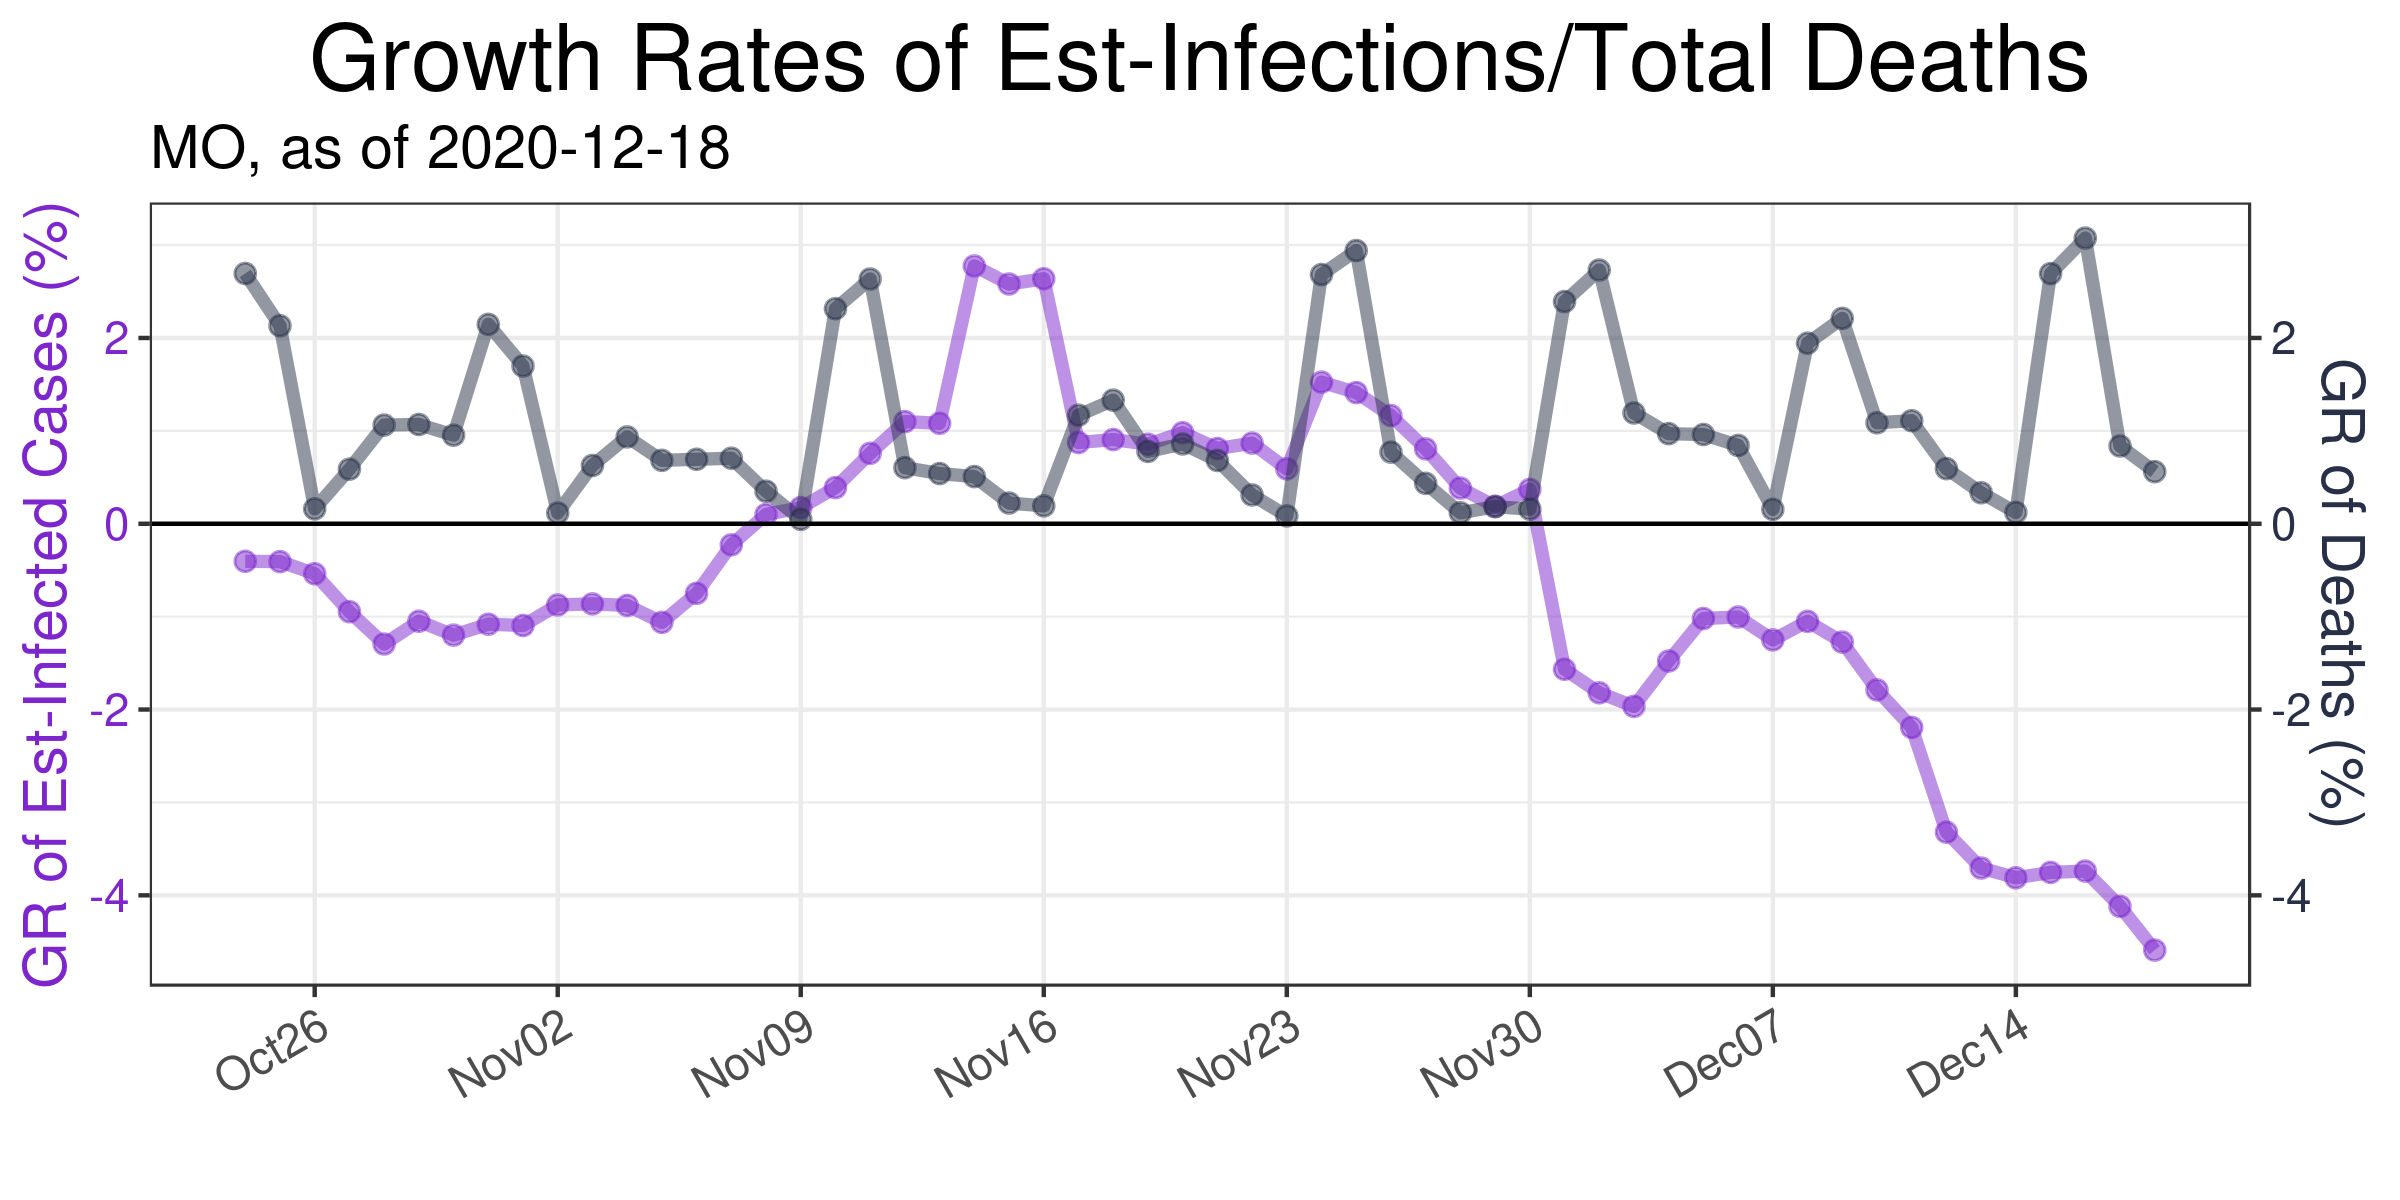 Growth Rates of Est-Infections/Total Deaths
MO, as of 2020-12-18
GR of Est-Infected Cases (%)
2
0
-2
-4
2
0
-2
-4
GR of Deaths (%)
Oct26
Nov02
Nov09
Nov16
Nov23
Nov30
Dec07
Dec14